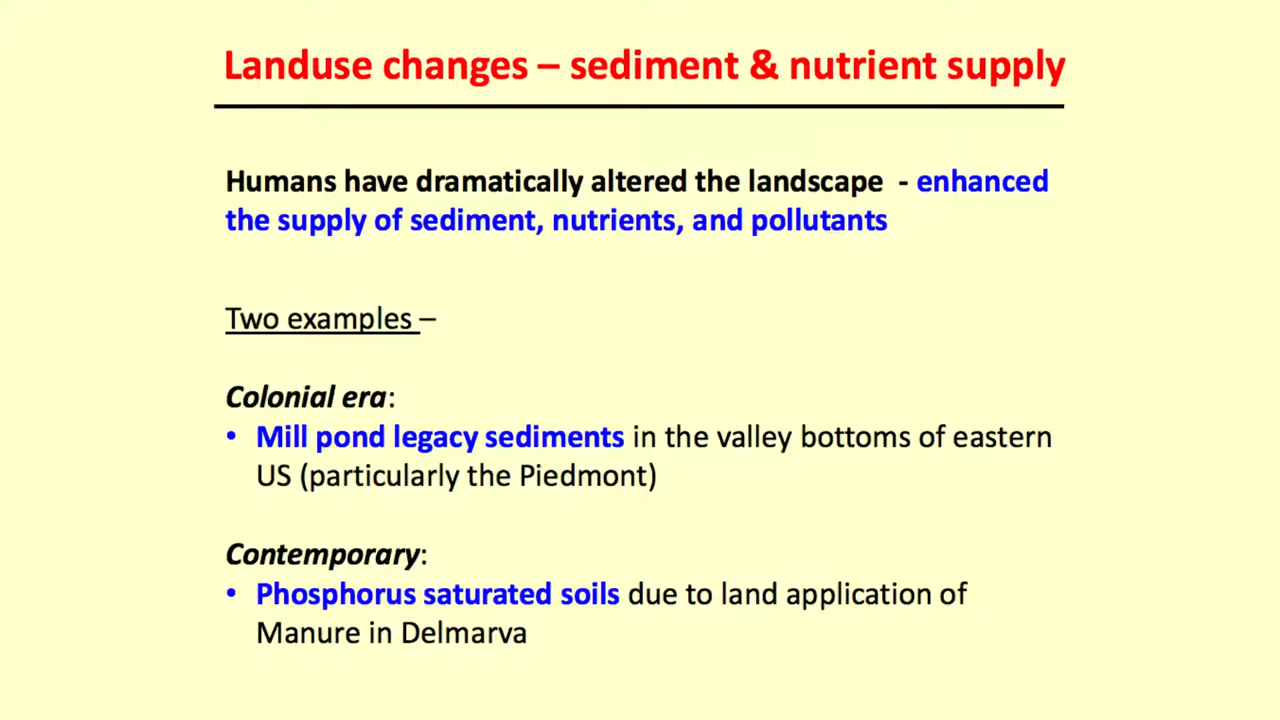 Landuse changes – sediment & nutrient supply
Humans have dramatically altered the landscape - enhanced
the supply of sediment, nutrients, and pollutants
Two examples –
Colonial era:
• Mill pond legacy sediments in the valley bottoms of eastern
US (particularly the Piedmont)
Contemporary:
• Phosphorus saturated soils due to land application of
Manure in Delmarva